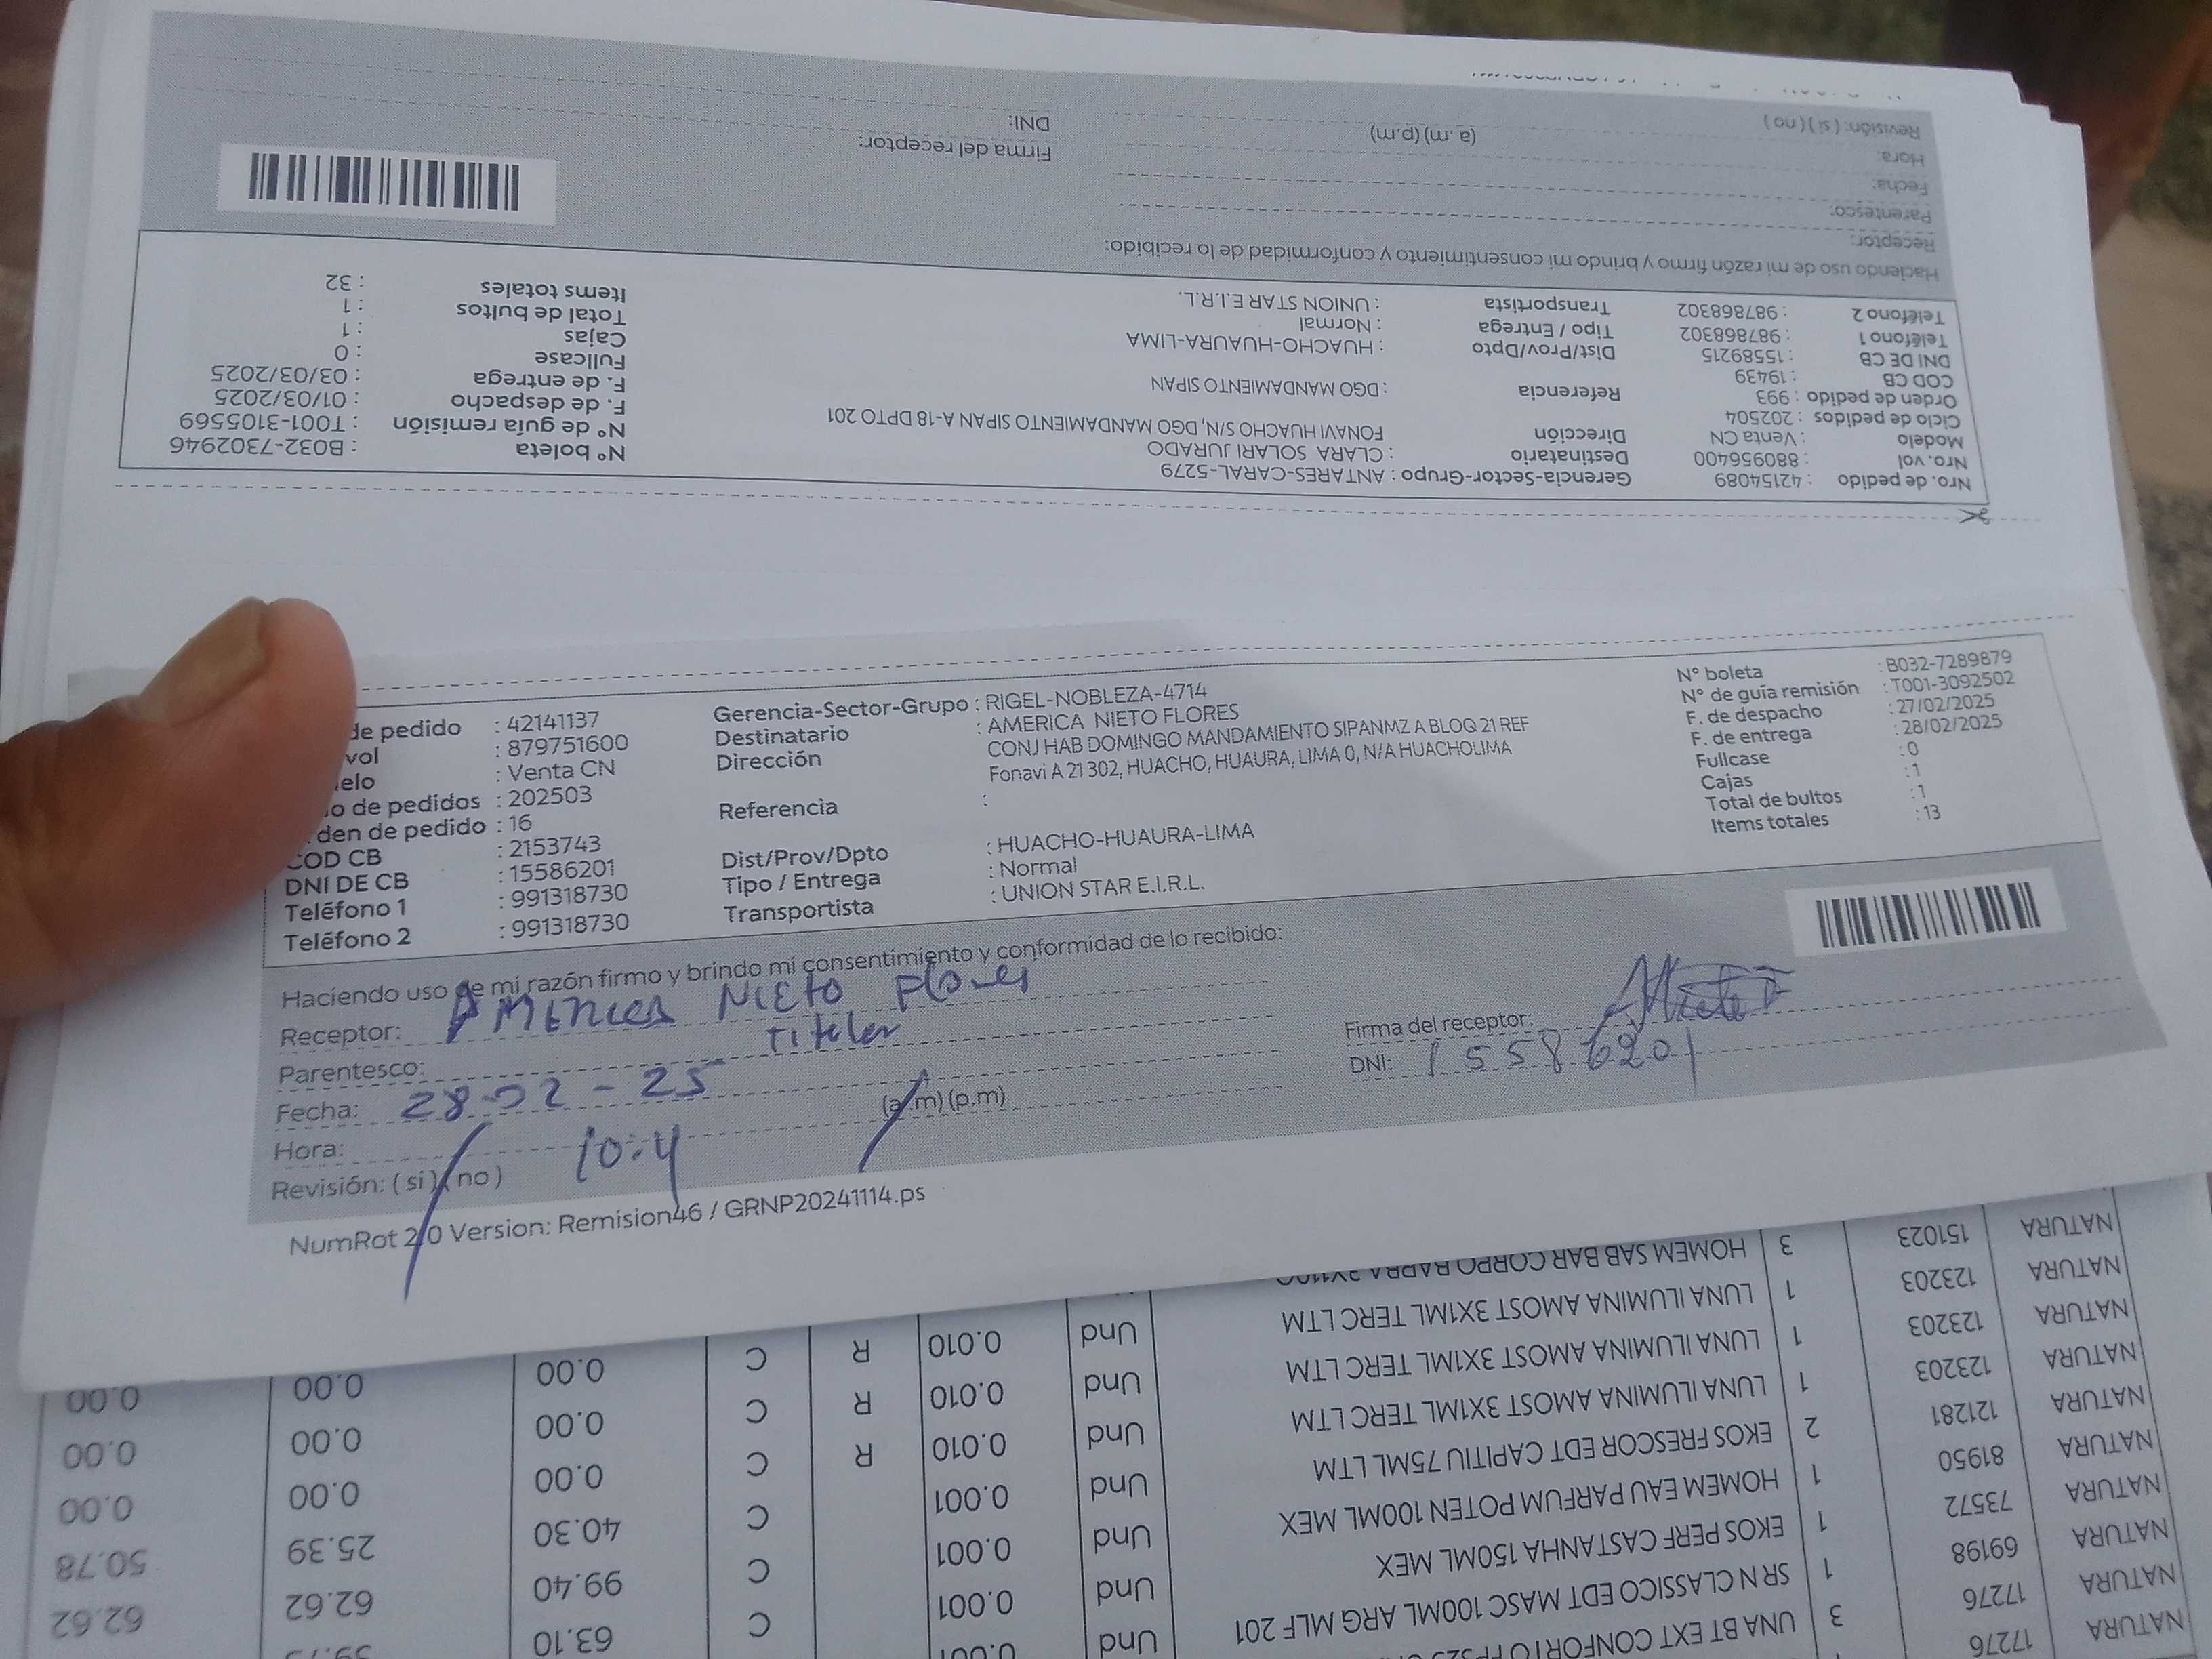 Nro. de pedido : 42154089 Gerencia-Sector-Grupo : ANTARES-CARAL-5279 N° boleta : B032-7302946
Nro. vol : 880956400 Destinatario : CLARA SOLARI JURADO N° de guía remisión : T001-3105569
Modelo : Venta CN Dirección FONAVI HUACHO S/N, DGO MANDAMIENTO SIPAN A-18 DPTO 201 F. de despacho : 01/03/2025
Ciclo de pedidos : 202504 F. de entrega : 03/03/2025
Orden de pedido : 993 Referencia : DGO MANDAMIENTO SIPAN Fullcase : 0
COD CB : 19439 Cajas : 1
DNI DE CB : 15589215 Dist/Prov/Dpto : HUACHO-HUAURA-LIMA Total de bultos : 1
Teléfono 1 : 987868302 Tipo / Entrega : Normal Items totales : 32
Teléfono 2 : 987868302 Transportista : UNION STAR E.I.R.L.
Haciendo uso de mi razón firmo y brindo mi consentimiento y conformidad de lo recibido:
Receptor:
Parentesco: Firma del receptor:
Fecha: DNI:
Hora: (a .m) (p.m)
Revisión: ( si ) ( no )
de pedido : 42141137 Gerencia-Sector-Grupo : RIGEL-NOBLEZA-4714 N° boleta : B032-7289879
vol : 879751600 Destinatario : AMERICA NIETO FLORES N° de guía remisión : T001-3092502
elo : Venta CN Dirección CONJ HAB DOMINGO MANDAMIENTO SIPANMZ A BLOQ 21 REF F. de despacho : 27/02/2025
o de pedidos : 202503 Fonavi A 21 302, HUACHO, HUAURA, LIMA 0, N/A HUACHOLIMA F. de entrega : 28/02/2025
den de pedido : 16 Referencia : Fullcase : 0
COD CB : 2153743 Cajas : 1
DNI DE CB : 15586201 Dist/Prov/Dpto : HUACHO-HUAURA-LIMA Total de bultos : 1
Teléfono 1 : 991318730 Tipo / Entrega : Normal Items totales : 13
Teléfono 2 : 991318730 Transportista : UNION STAR E.I.R.L.
Haciendo uso de mi razón firmo y brindo mi consentimiento y conformidad de lo recibido:
Receptor: NIETO Flores Firma del receptor:
Parentesco: Titular DNI: 15586201
Fecha: 28-02-25
Hora: 10:4 (a .m) (p.m)
Revisión: ( si ) ( no )
NumRot 2.0 Version: Remision46 / GRNP20241114.ps
NATURA 17276 3 UNA BT EXT CONFORTO Und 0.001
NATURA 17276 1 SR N CLASSICO EDT MASC 100ML ARG MLF 201 Und 0.001 C 63.10
NATURA 69198 1 EKOS PERF CASTANHA 150ML MEX Und 0.001 C 99.40 62.62 62.62
NATURA 73572 1 HOMEM EAU PARFUM POTEN 100ML MEX Und 0.001 C 40.30 25.39 50.78
NATURA 81950 2 EKOS FRESCOR EDT CAPITIU 75ML LTM Und 0.010 R C 0.00 0.00 0.00
NATURA 121281 1 LUNA ILUMINA AMOST 3X1ML TERC LTM Und 0.010 R C 0.00 0.00 0.00
NATURA 123203 1 LUNA ILUMINA AMOST 3X1ML TERC LTM Und 0.010 R C 0.00 0.00 0.00
NATURA 123203 1 LUNA ILUMINA AMOST 3X1ML TERC LTM
NATURA 123203 3 HOMEM SAB BAR CORPO BARBA
NATURA 151023